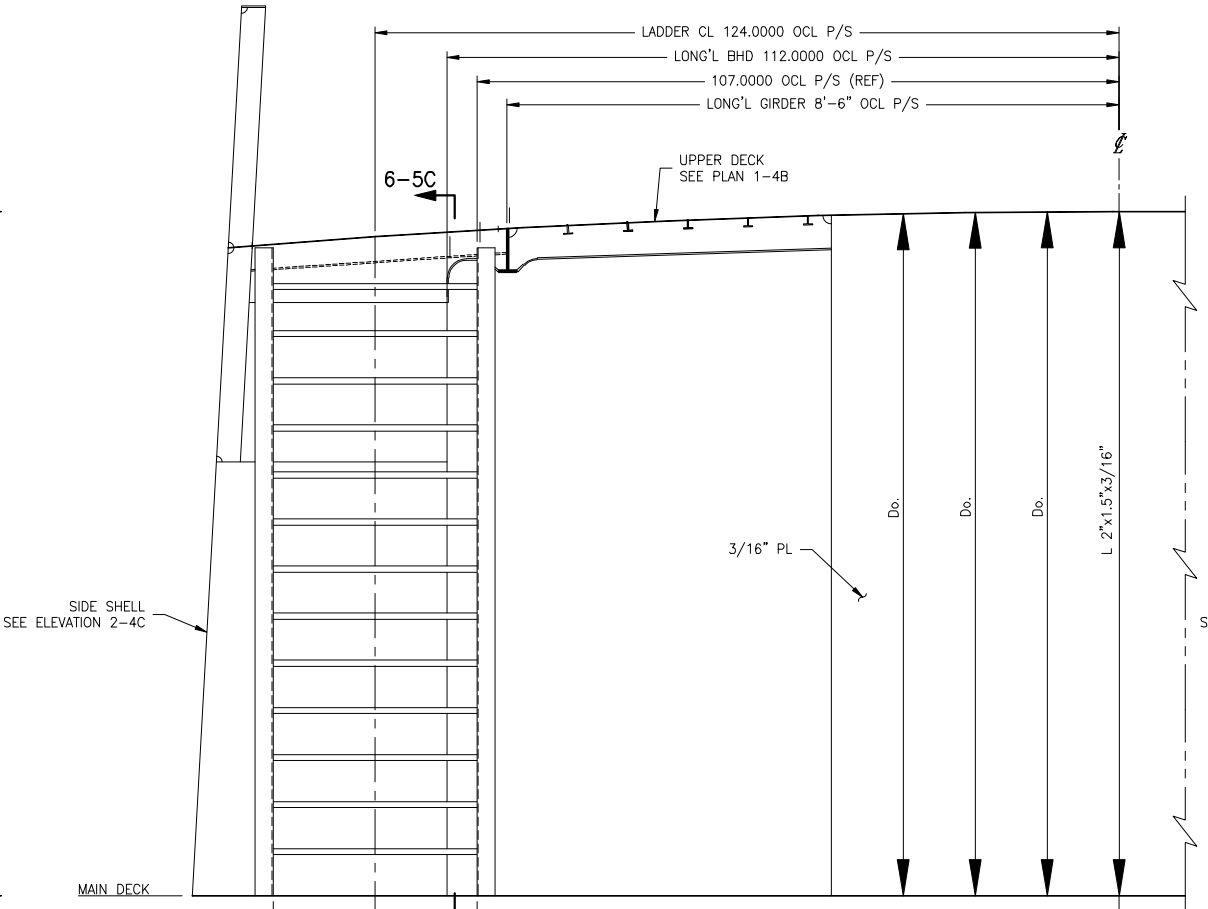 LADDER CL 124.0000 OCL P/S
LONG'L BHD 112.0000 OCL P/S
107.0000 OCL P/S (REF)
LONG'L GIRDER 8'-6" OCL P/S
UPPER DECK
SEE PLAN 1-4B
6-5C
Do.
Do.
Do.
L 2"x1.5"x3/16"
3/16" PL
SIDE SHELL
SEE ELEVATION 2-4C
S
MAIN DECK